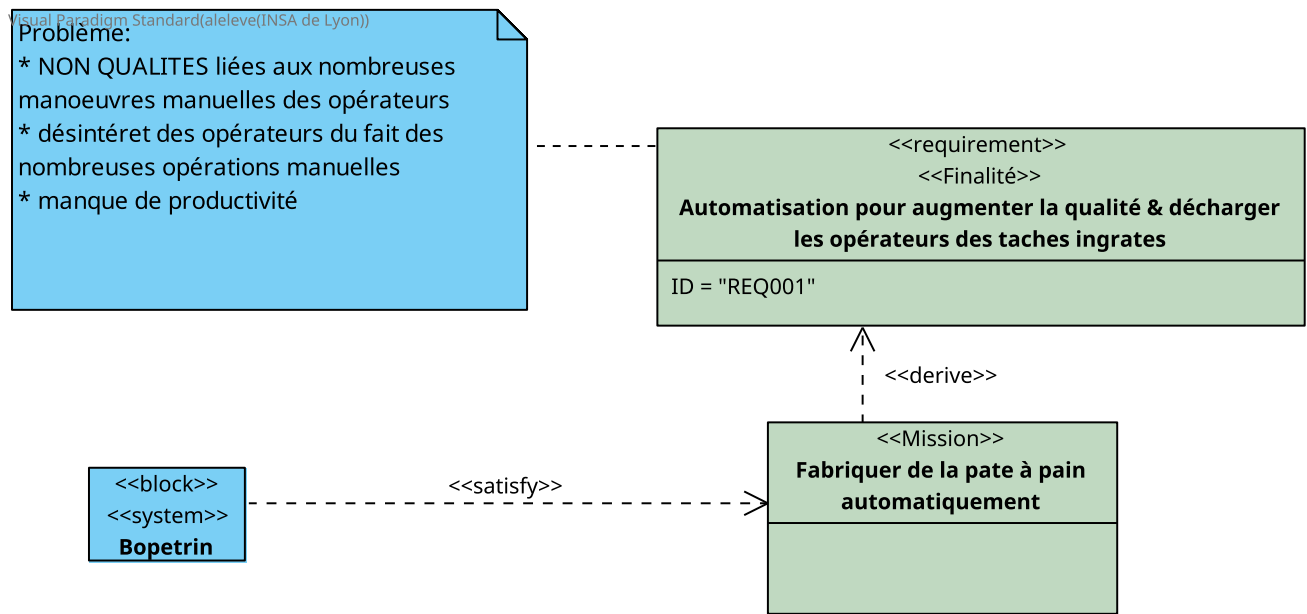 Visual Paradigm Standard(aleleve(INSA de Lyon))
Problème:
* NON QUALITES liées aux nombreuses
manoeuvres manuelles des opérateurs
* désintéret des opérateurs du fait des
nombreuses opérations manuelles
* manque de productivité
<<requirement>>
<<Finalité>>
Automatisation pour augmenter la qualité & décharger
les opérateurs des taches ingrates
ID = "REQ001"
<<derive>>
<<Mission>>
Fabriquer de la pate à pain
automatiquement
<<satisfy>>
<<block>>
<<system>>
Bopetrin